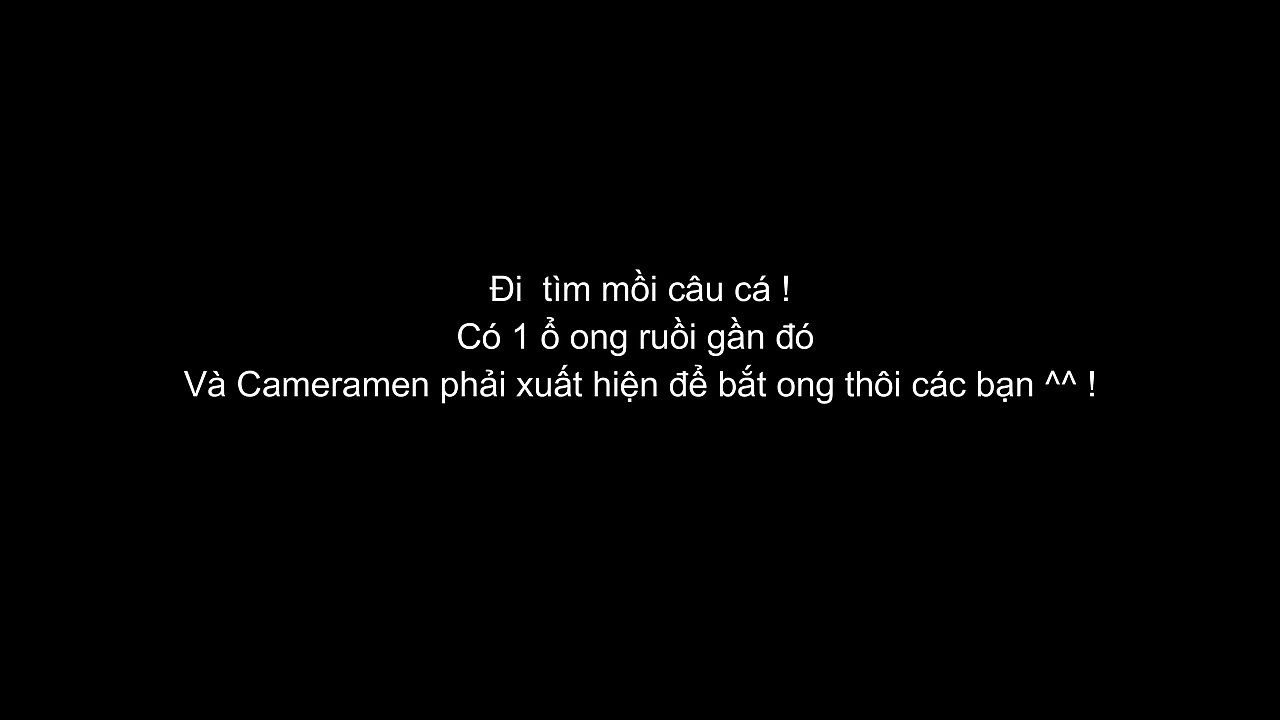 Đi  tìm mồi câu cá !
Có 1 ổ ong ruồi gần đó
Và Cameramen phải xuất hiện để bắt ong thôi các bạn ^^ !